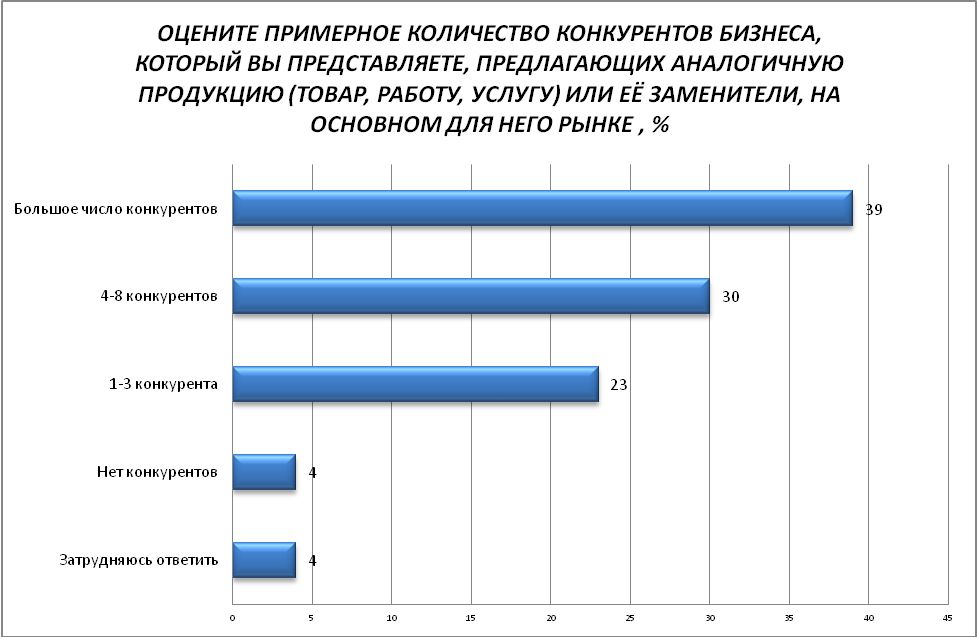 ОЦЕНИТЕ ПРИМЕРНОЕ КОЛИЧЕСТВО КОНКУРЕНТОВ БИЗНЕСА,
КОТОРЫЙ ВЫ ПРЕДСТАВЛЯЕТЕ, ПРЕДЛАГАЮЩИХ АНАЛОГИЧНУЮ
ПРОДУКЦИЮ (ТОВАР, РАБОТУ, УСЛУГУ) ИЛИ ЕЁ ЗАМЕНИТЕЛИ, НА
ОСНОВНОМ ДЛЯ НЕГО РЫНКЕ , %
Большое число конкурентов 39
4-8 конкурентов 30
1-3 конкурента 23
Нет конкурентов 4
Затрудняюсь ответить 4
0 5 10 15 20 25 30 35 40 45